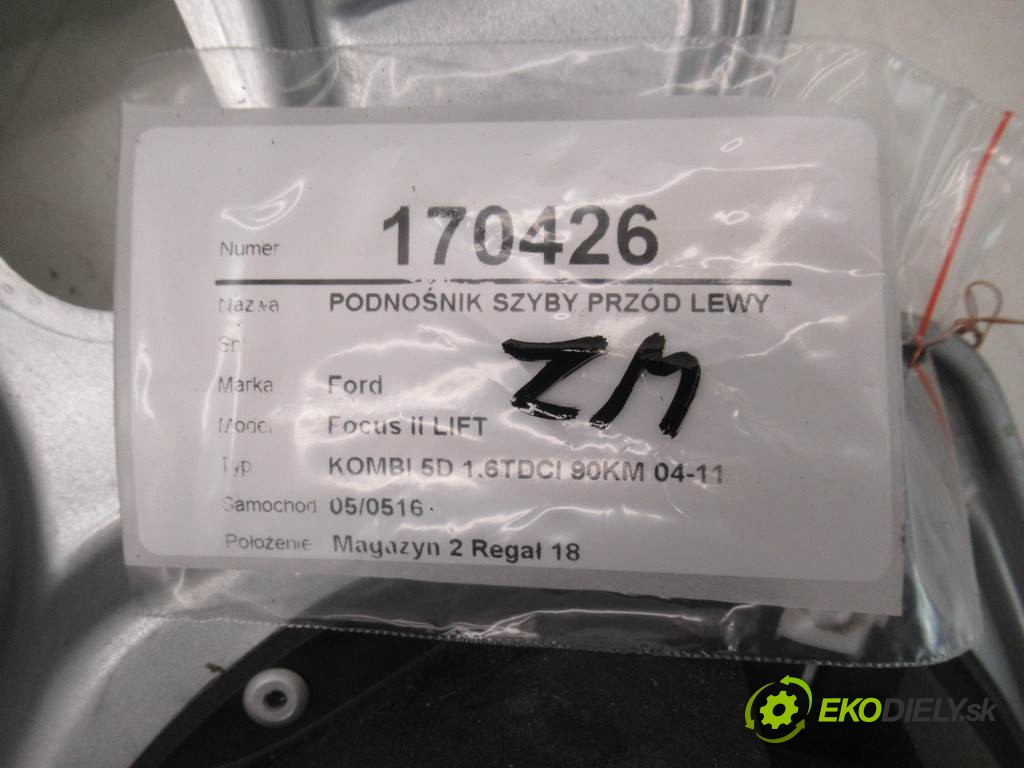 Numer 170426
Nazwa PODNOŚNIK SZYBY PRZÓD LEWY
ZM
Marka Ford
Model Focus II LIFT
Typ KOMBI 5D 1.6TDCI 90KM 04-11
Samochod 05/0516
Położenie Magazyn 2 Regał 18
EKODIELY.sk